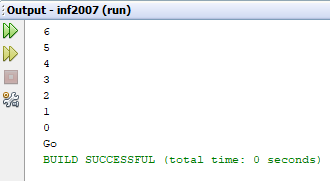 Output - inf2007 (run)
6
5
4
3
2
1
0
Go
BUILD SUCCESSFUL (total time: 0 seconds)